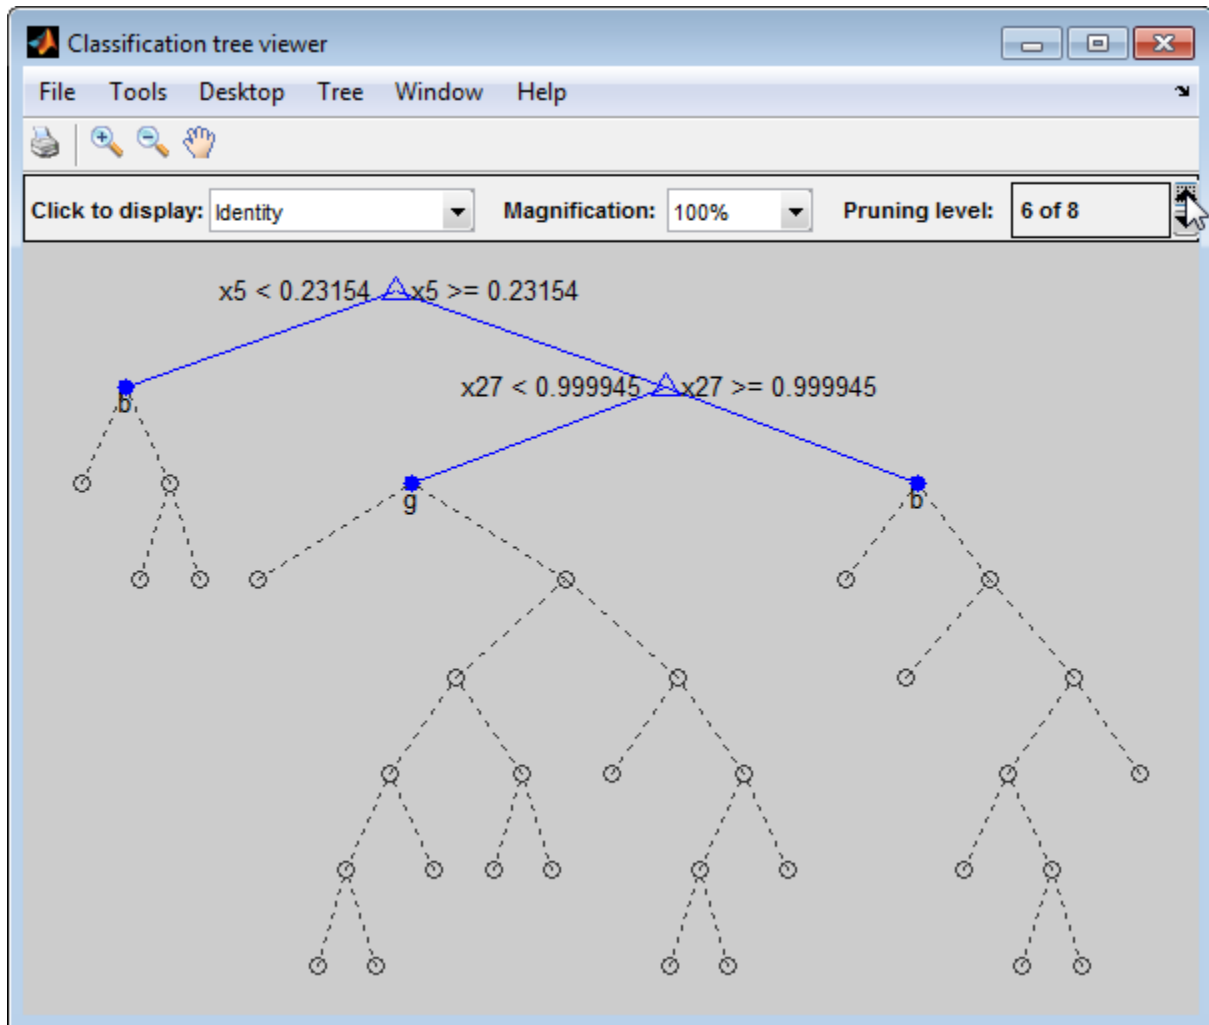 Classification tree viewer
File Tools Desktop Tree Window Help
Click to display: Identity Magnification: 100% Pruning level: 6 of 8
x5 < 0.23154 x5 >= 0.23154
b x27 < 0.999945 x27 >= 0.999945
g b